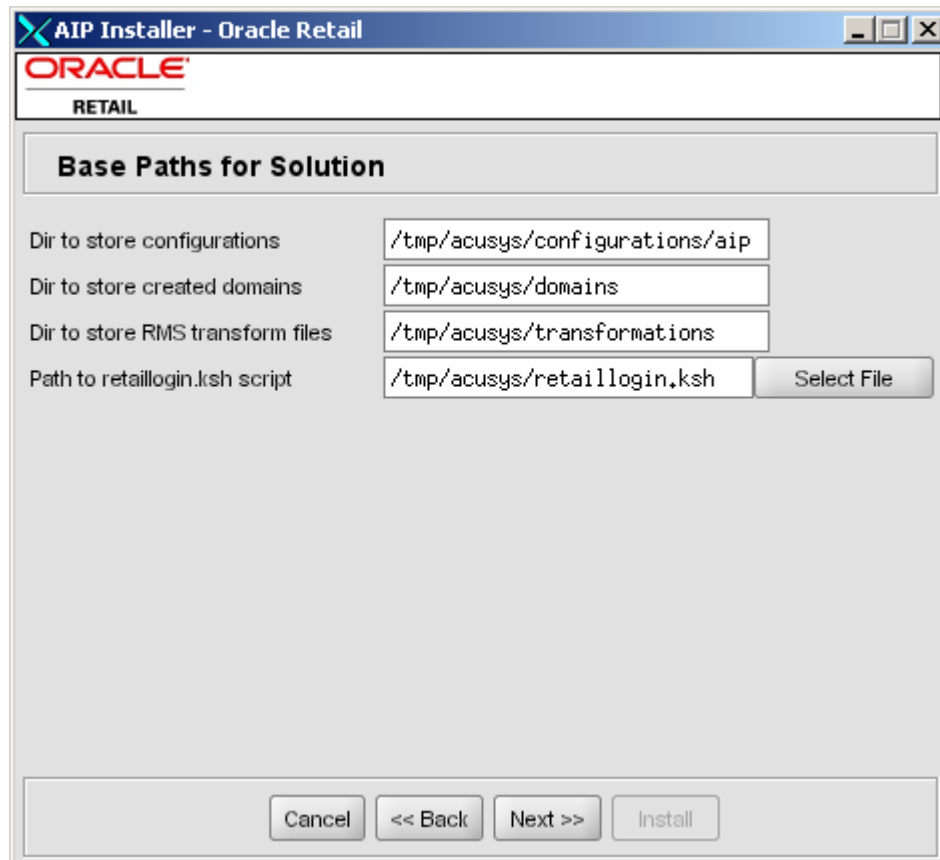 AIP Installer - Oracle Retail
ORACLE'
RETAIL
Base Paths for Solution
Dir to store configurations /tmp/acusys/configurations/aip
Dir to store created domains /tmp/acusys/domains
Dir to store RMS transform files /tmp/acusys/transformations
Path to retaillogin.ksh script /tmp/acusys/retaillogin.ksh Select File
Cancel << Back Next >> Install